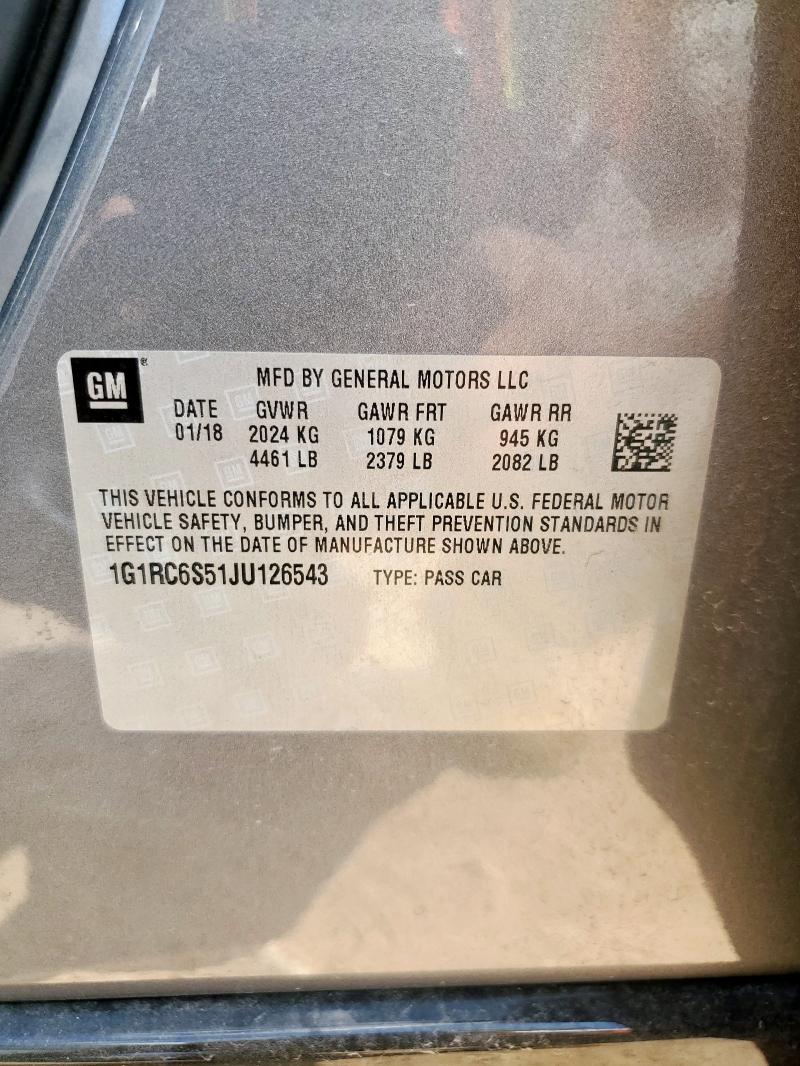 GM®
MFD BY GENERAL MOTORS LLC
DATE GVWR GAWR FRT GAWR RR
01/18 2024 KG 1079 KG 945 KG
4461 LB 2379 LB 2082 LB
THIS VEHICLE CONFORMS TO ALL APPLICABLE U.S. FEDERAL MOTOR
VEHICLE SAFETY, BUMPER, AND THEFT PREVENTION STANDARDS IN
EFFECT ON THE DATE OF MANUFACTURE SHOWN ABOVE.
1G1RC6S51JU126543 TYPE: PASS CAR